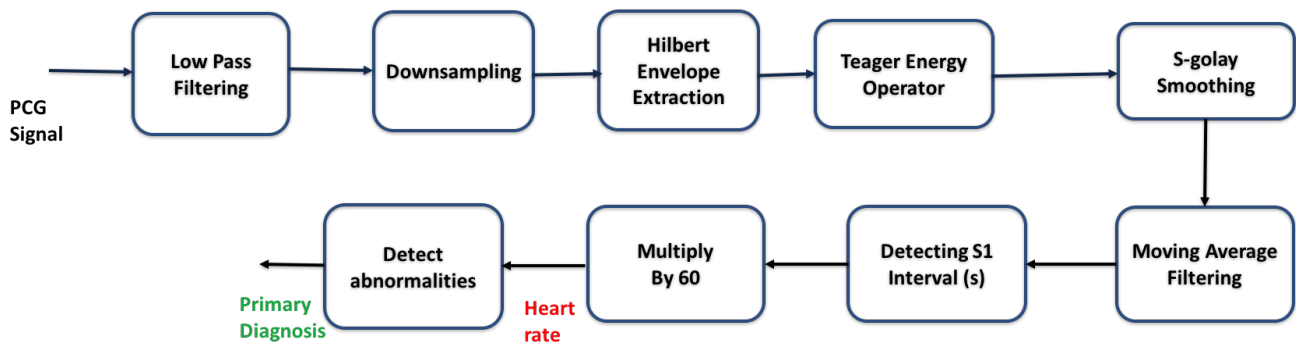 PCG
Signal
Low Pass
Filtering
Downsampling
Hilbert
Envelope
Extraction
Teager Energy
Operator
S-golay
Smoothing
Moving Average
Filtering
Detecting S1
Interval (s)
Multiply
By 60
Heart
rate
Detect
abnormalities
Primary
Diagnosis